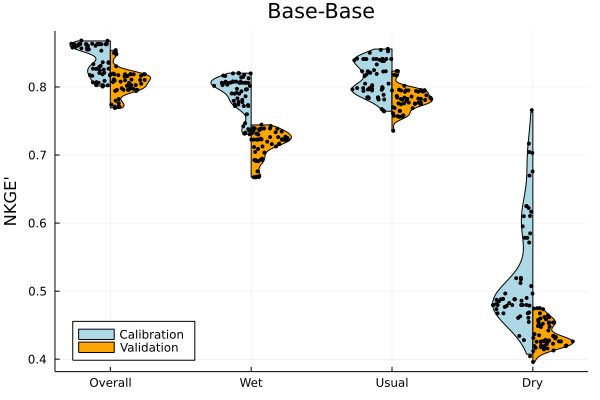 Base-Base
NKGE'
0.8
0.7
0.6
0.5
0.4
Calibration
Validation
Overall Wet Usual Dry